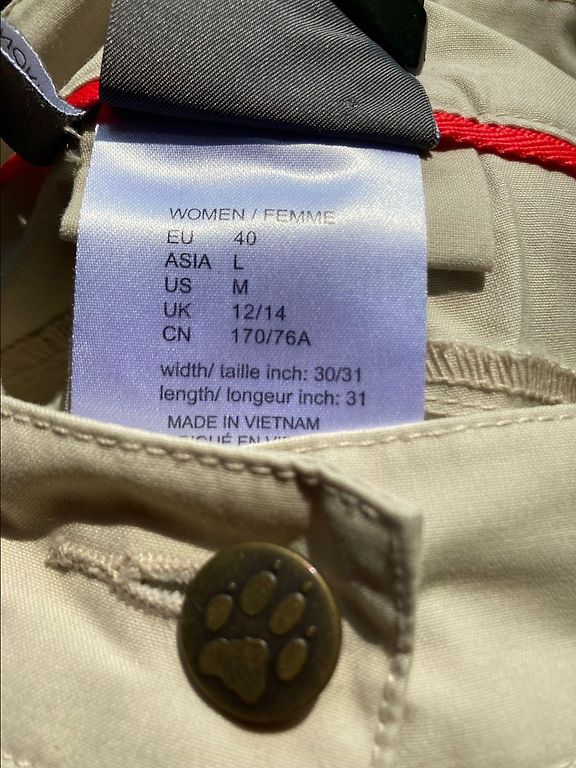 WOMEN / FEMME
EU 40
ASIA L
US M
UK 12/14
CN 170/76A
width/ taille inch: 30/31
length/ longeur inch: 31
MADE IN VIETNAM